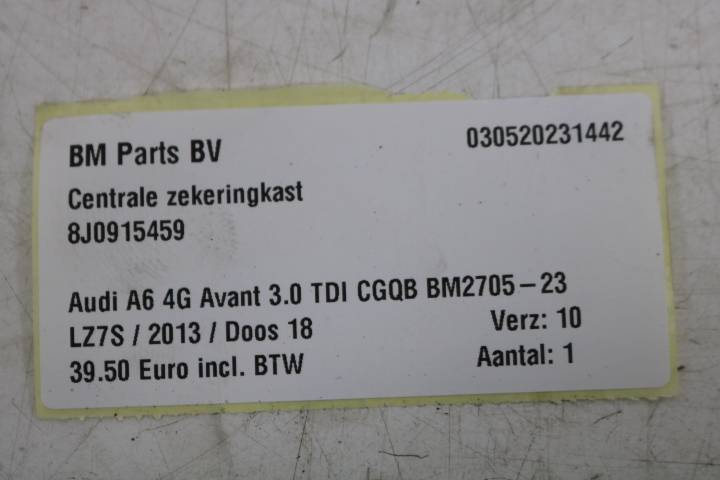 BM Parts BV 030520231442
Centrale zekeringkast
8J0915459
Audi A6 4G Avant 3.0 TDI CGQB BM2705-23
LZ7S / 2013 / Doos 18 Verz: 10
39.50 Euro incl. BTW Aantal: 1